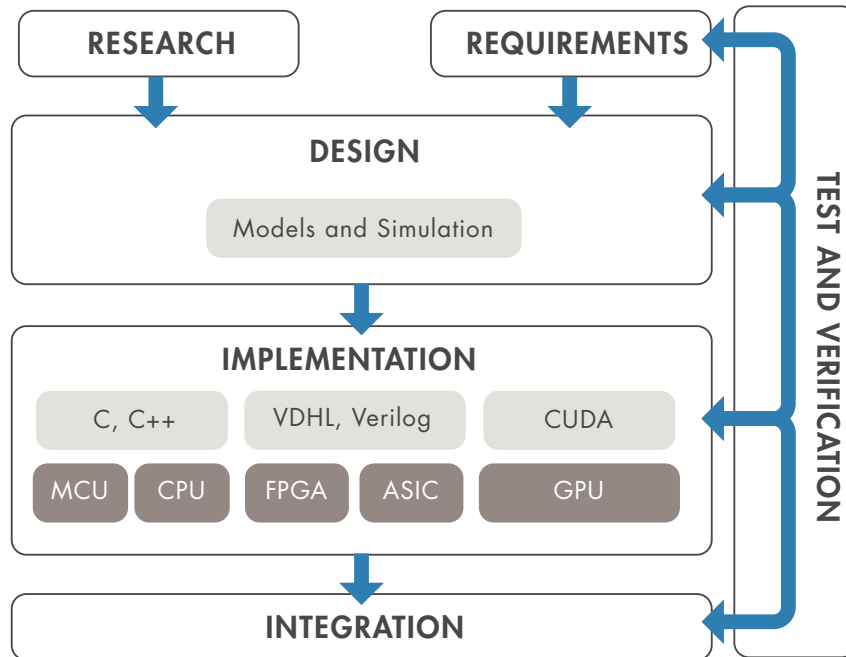 RESEARCH
REQUIREMENTS
DESIGN
Models and Simulation
IMPLEMENTATION
C, C++
VDHL, Verilog
CUDA
MCU
CPU
FPGA
ASIC
GPU
INTEGRATION
TEST AND VERIFICATION